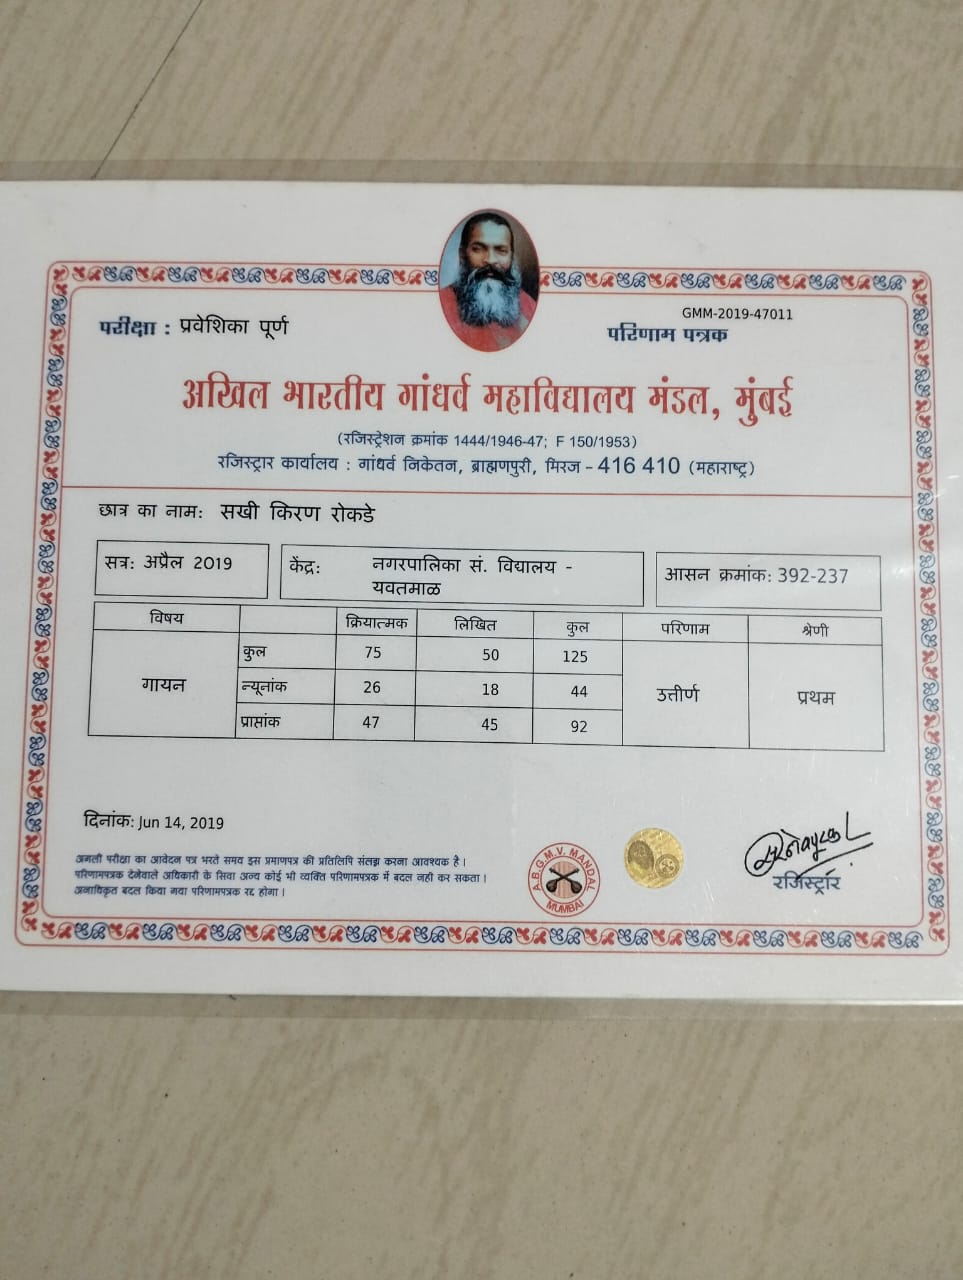 GMM-2019-47011
परीक्षा : प्रवेशिका पूर्ण
परिणाम पत्रक
अखिल भारतीय गांधर्व महाविद्यालय मंडल, मुंबई
(रजिस्ट्रेशन क्रमांक 1444/1946-47; F 150/1953)
रजिस्ट्रार कार्यालय : गांधर्व निकेतन, ब्राह्मणपुरी, मिरज - 416 410 (महाराष्ट्र)
छात्र का नाम: सखी किरण रोकडे
सत्र: अप्रैल 2019
केंद्र: नगरपालिका सं. विद्यालय -
यवतमाळ
आसन क्रमांक: 392-237
विषय क्रियात्मक लिखित कुल परिणाम श्रेणी
कुल 75 50 125
गायन न्यूनांक 26 18 44 उत्तीर्ण प्रथम
प्राप्तांक 47 45 92
दिनांक: Jun 14, 2019
अगली परीक्षा का आवेदन पत्र भरते समय इस प्रमाणपत्र की प्रतिलिपि संलग्न करना आवश्यक है।
परिणामपत्रक देनेवाले अधिकारी के सिवा अन्य कोई भी व्यक्ति परिणामपत्रक में बदल नही कर सकता।
अनाधिकृत बदल किया गया परिणामपत्रक रद्द होगा।
A.B.G.M.V. MANDAL
MUMBAI
रजिस्ट्रार